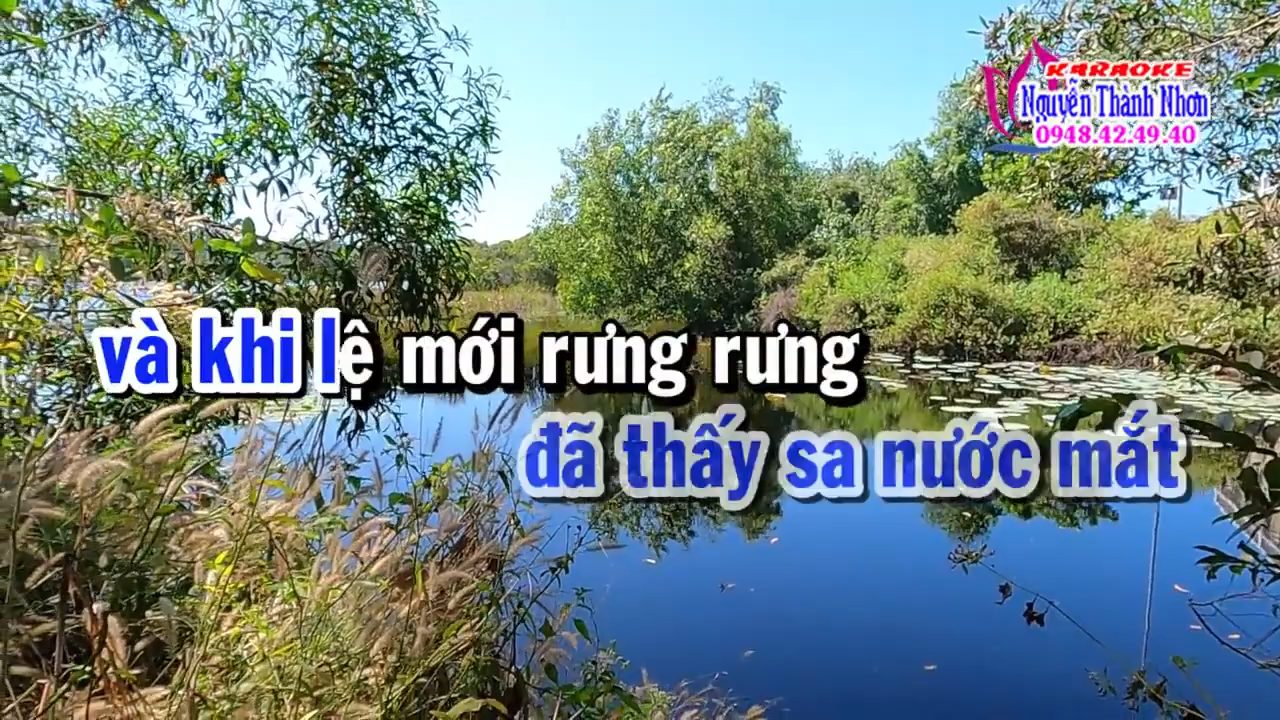 KARAOKE
Nguyễn Thành Nhơn
0948.42.49.40
và khi lệ mới rưng rưng
đã thấy sa nước mắt